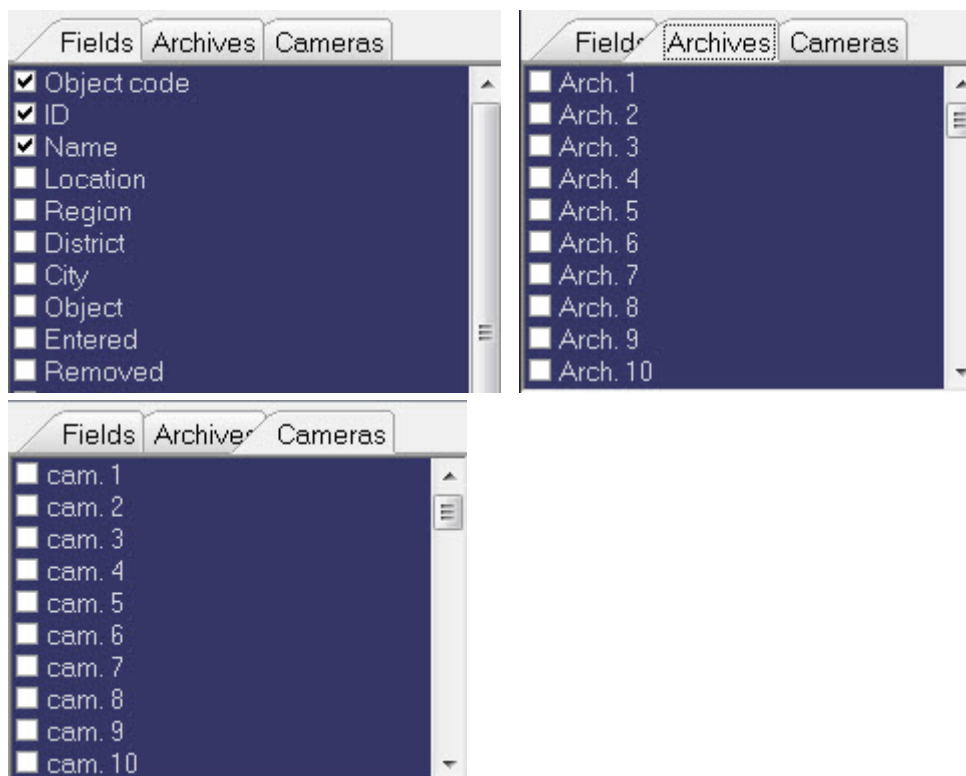 Fields Archives Cameras
Object code
ID
Name
Location
Region
District
City
Object
Entered
Removed
Field Archives Cameras
Arch. 1
Arch. 2
Arch. 3
Arch. 4
Arch. 5
Arch. 6
Arch. 7
Arch. 8
Arch. 9
Arch. 10
Fields Archive Cameras
cam. 1
cam. 2
cam. 3
cam. 4
cam. 5
cam. 6
cam. 7
cam. 8
cam. 9
cam. 10